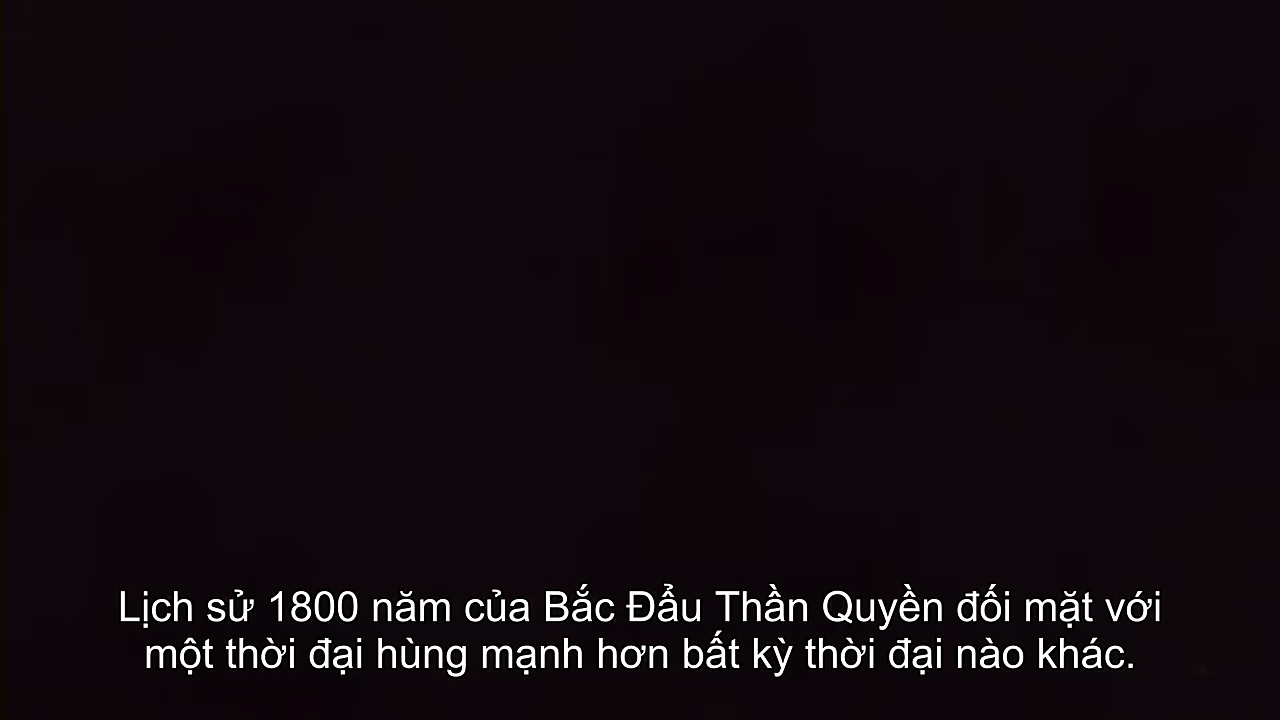 Lịch sử 1800 năm của Bắc Đẩu Thần Quyền đối mặt với
một thời đại hùng mạnh hơn bất kỳ thời đại nào khác.